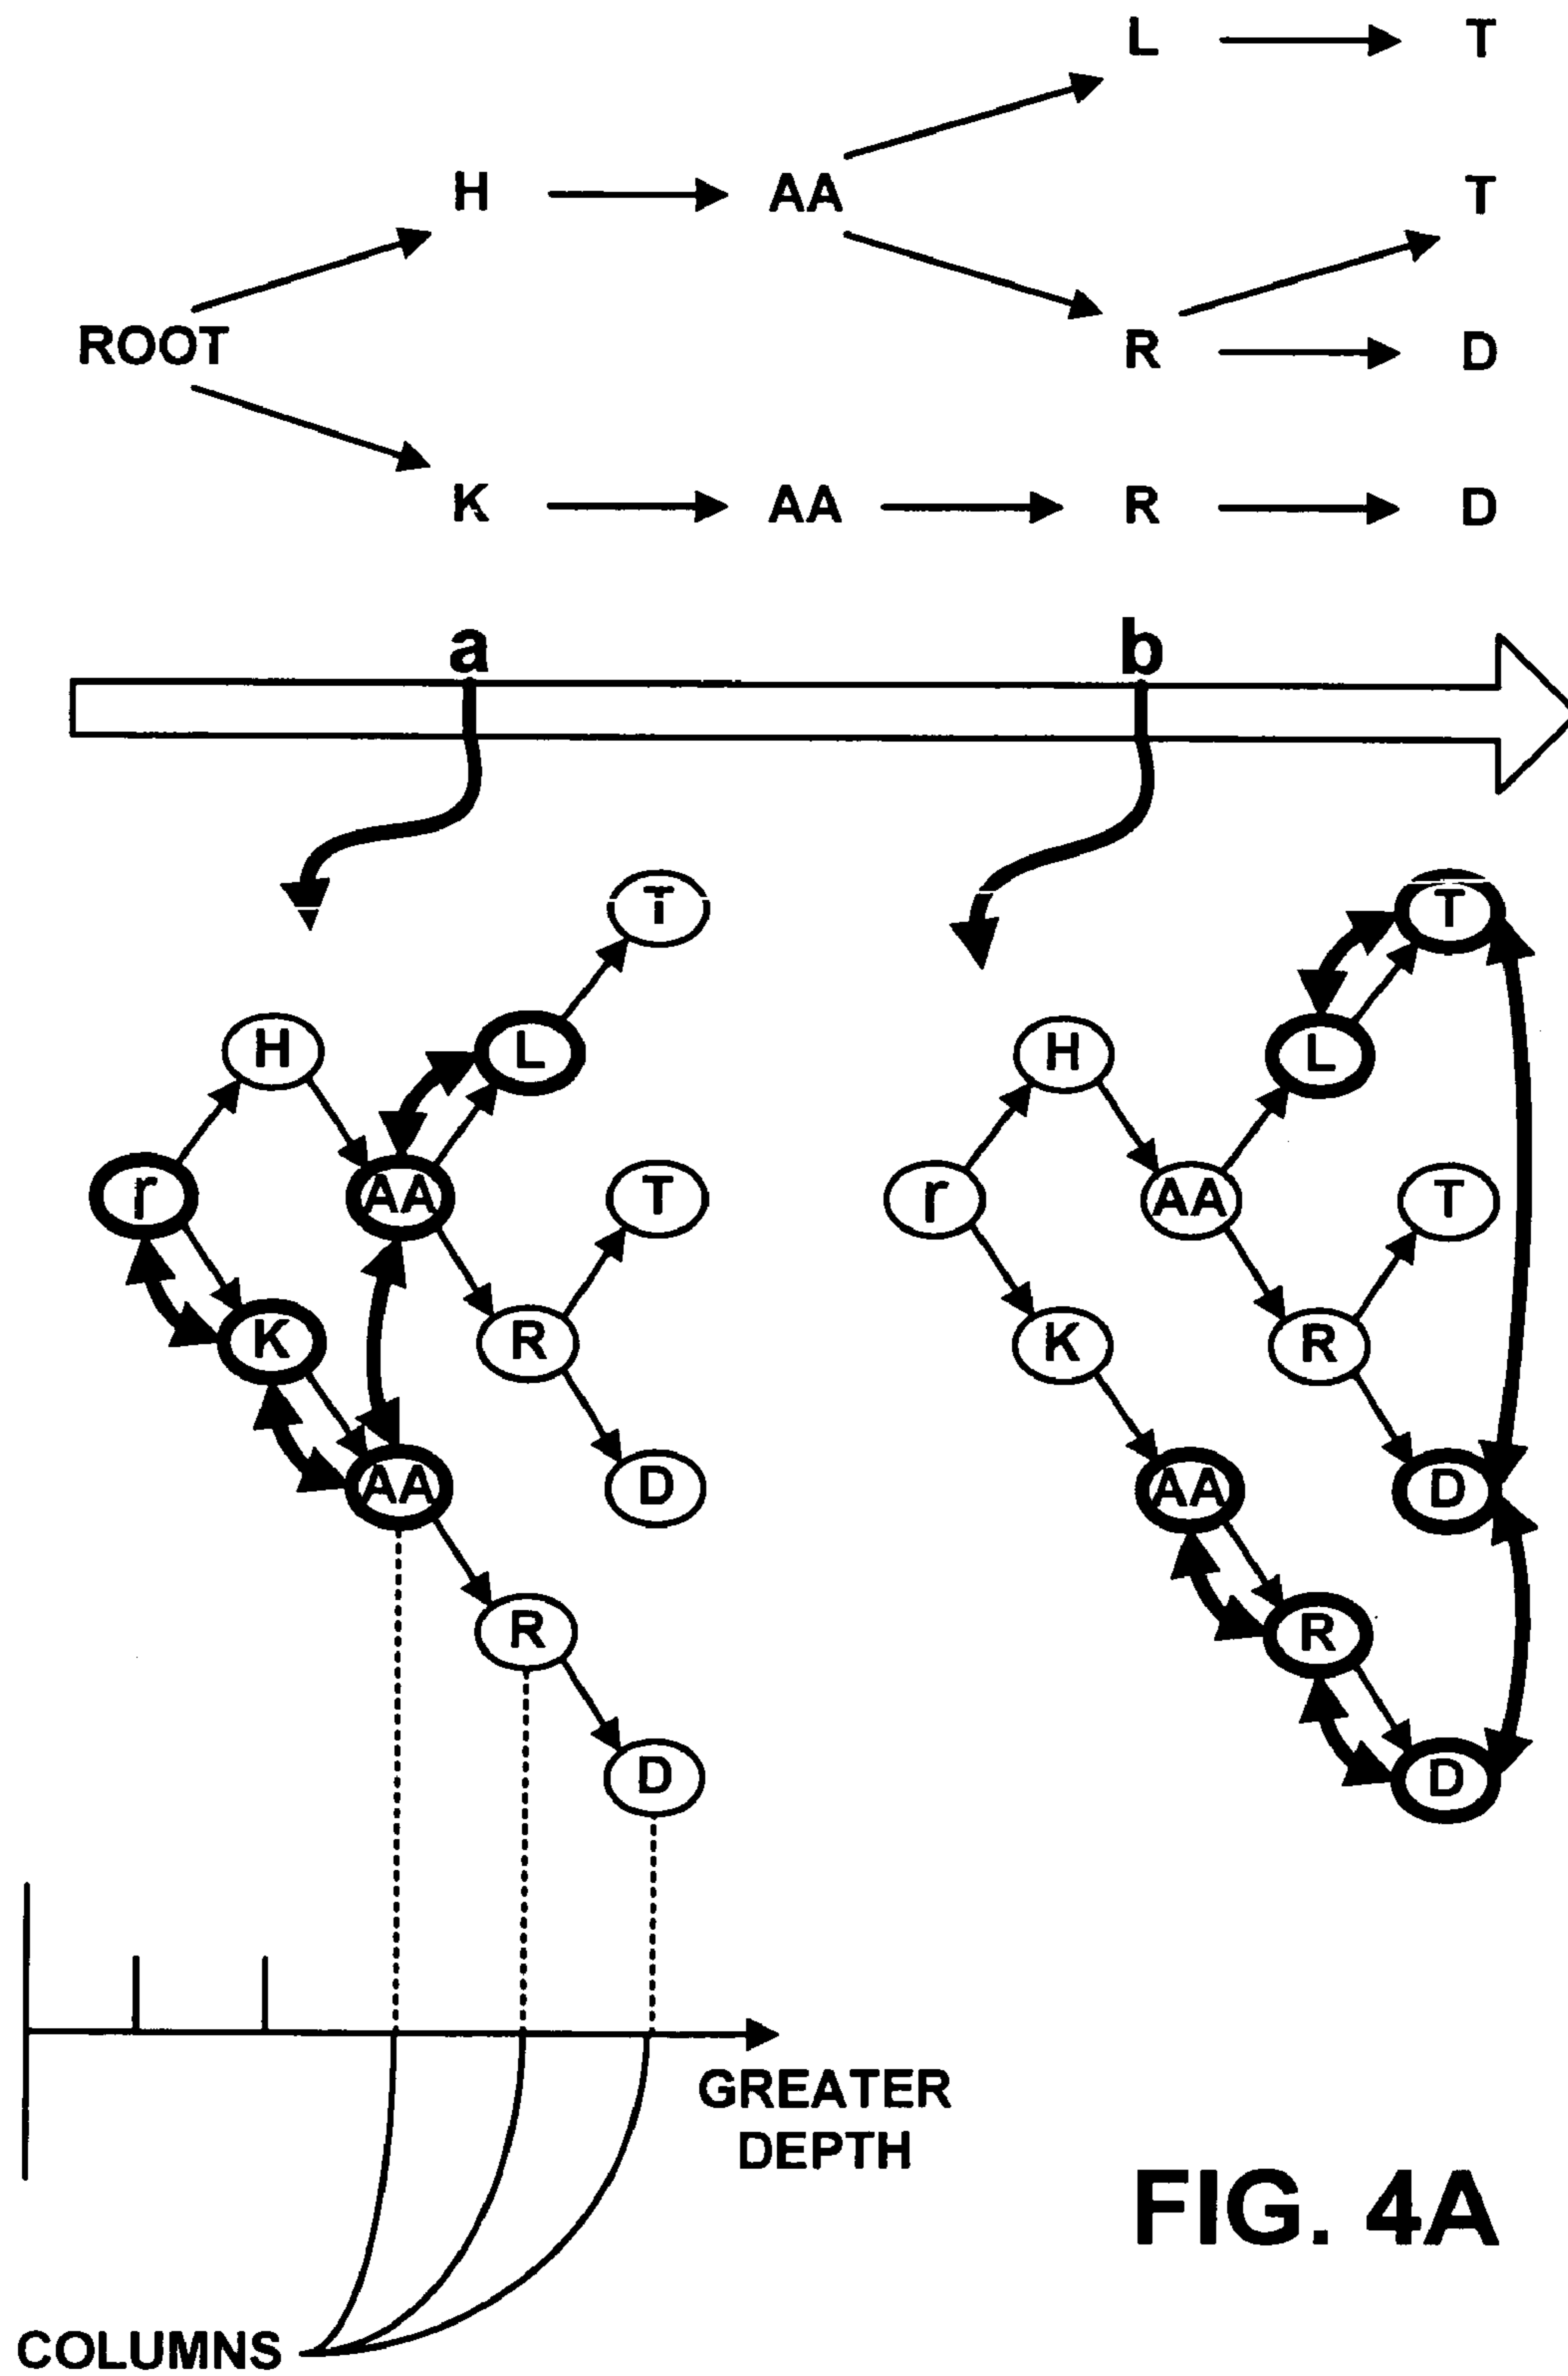 L T
H AA T
ROOT R D
K AA R D
a b
T T
H L H L
r AA T r AA T
K R K R
AA D AA D
R R
D D
GREATER
DEPTH
FIG. 4A
COLUMNS